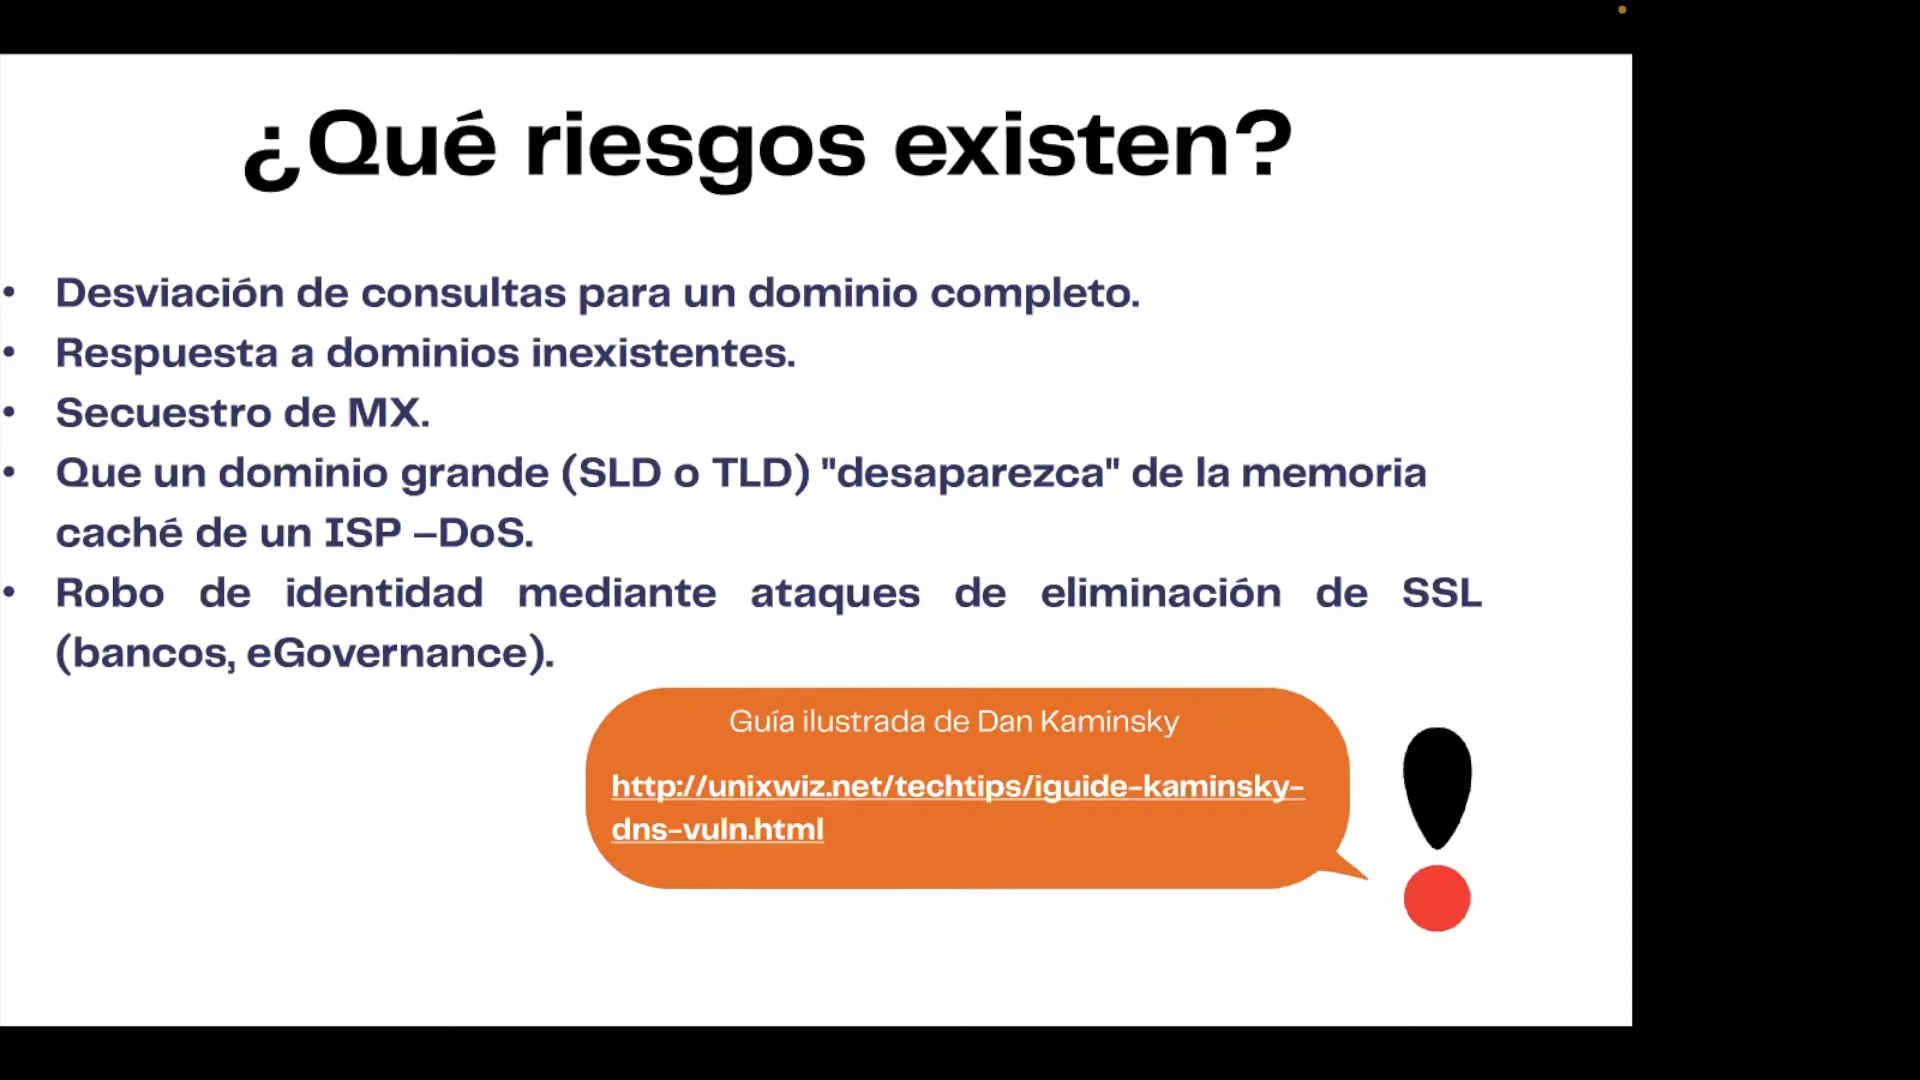 ¿Qué riesgos existen?
• Desviación de consultas para un dominio completo.
• Respuesta a dominios inexistentes.
• Secuestro de MX.
• Que un dominio grande (SLD o TLD) "desaparezca" de la memoria
caché de un ISP –DoS.
• Robo de identidad mediante ataques de eliminación de SSL
(bancos, eGovernance).
Guía ilustrada de Dan Kaminsky
http://unixwiz.net/techtips/iguide-kaminsky-
dns-vuln.html